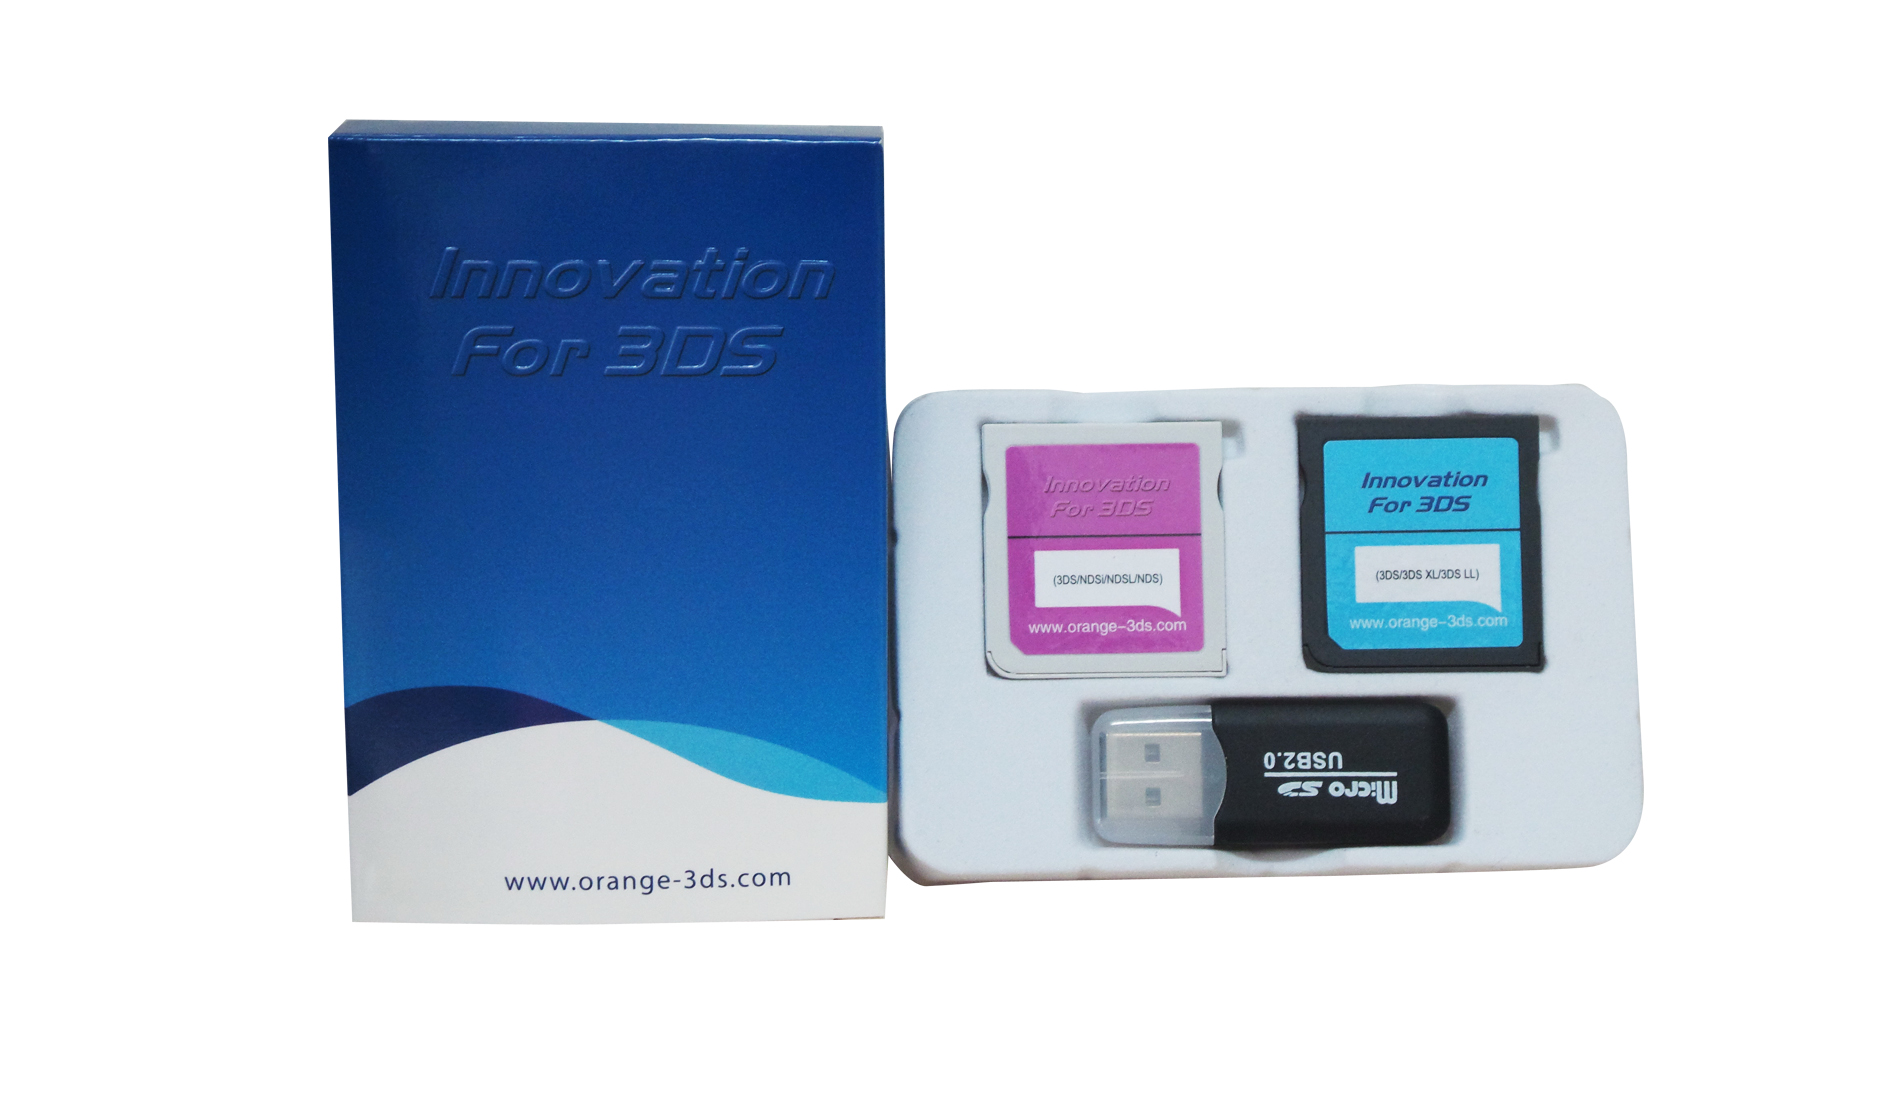 Innovation
For 3DS
www.orange-3ds.com
Innovation
For 3DS
(3DS/NDSi/NDSL/NDS)
www.orange-3ds.com
Innovation
For 3DS
(3DS/3DS XL/3DS LL)
www.orange-3ds.com
Micro SD
USB2.0